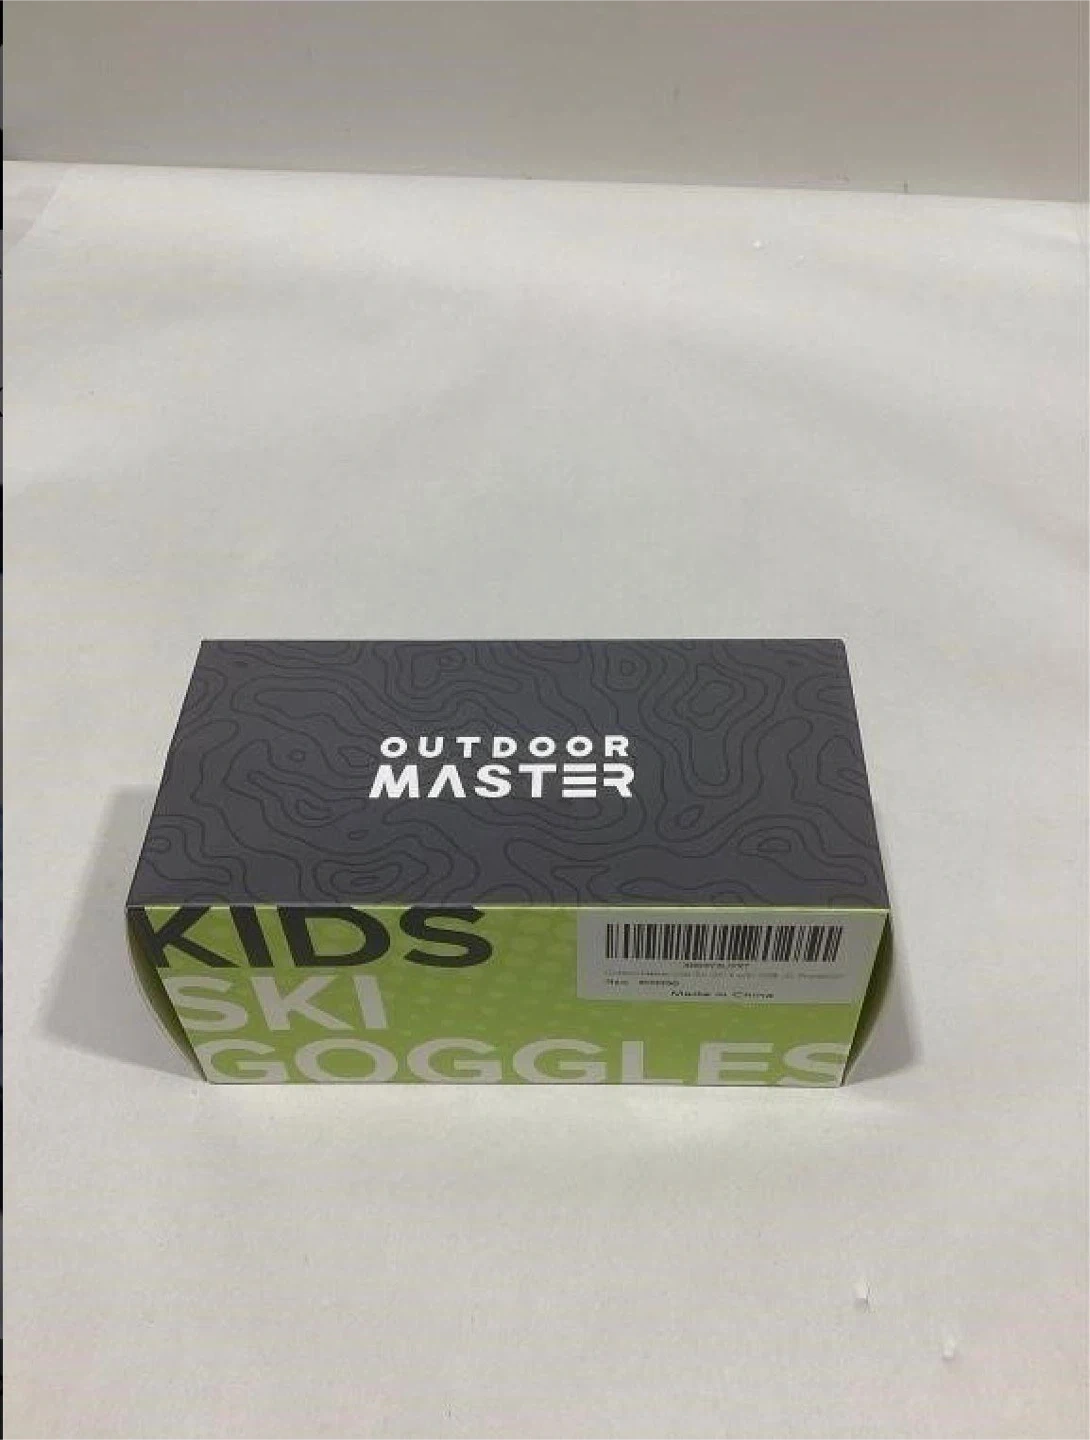 OUTDOOR
MASTER
KIDS
SKI
GOGGLES
Made in China